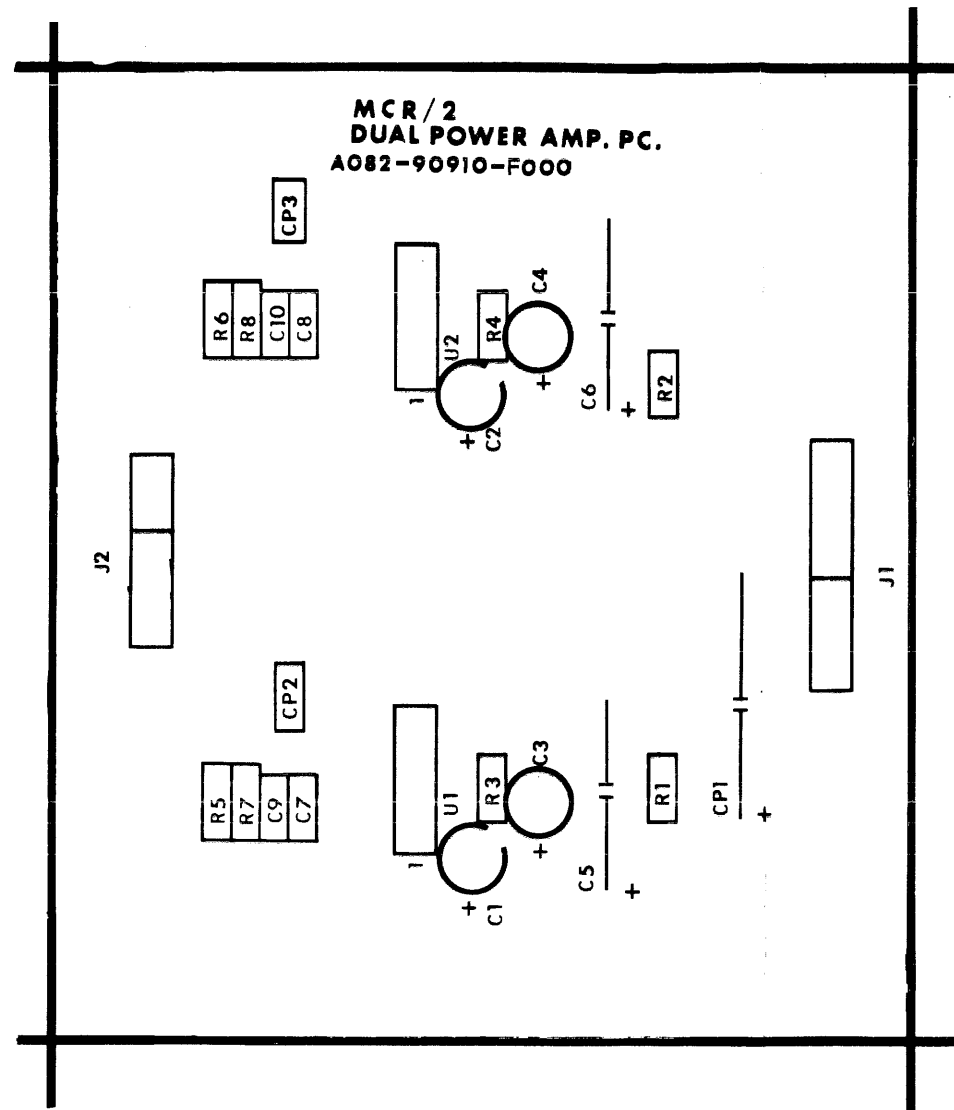 MCR/2
DUAL POWER AMP. PC.
A082-90910-F000
CP3
R6
R8
C10
C8
1
U2
R4
C4
+
C2
+
C6
+
R2
J2
J1
CP2
R5
R7
C9
C7
1
U1
R3
C3
+
C1
+
C5
+
R1
CP1
+